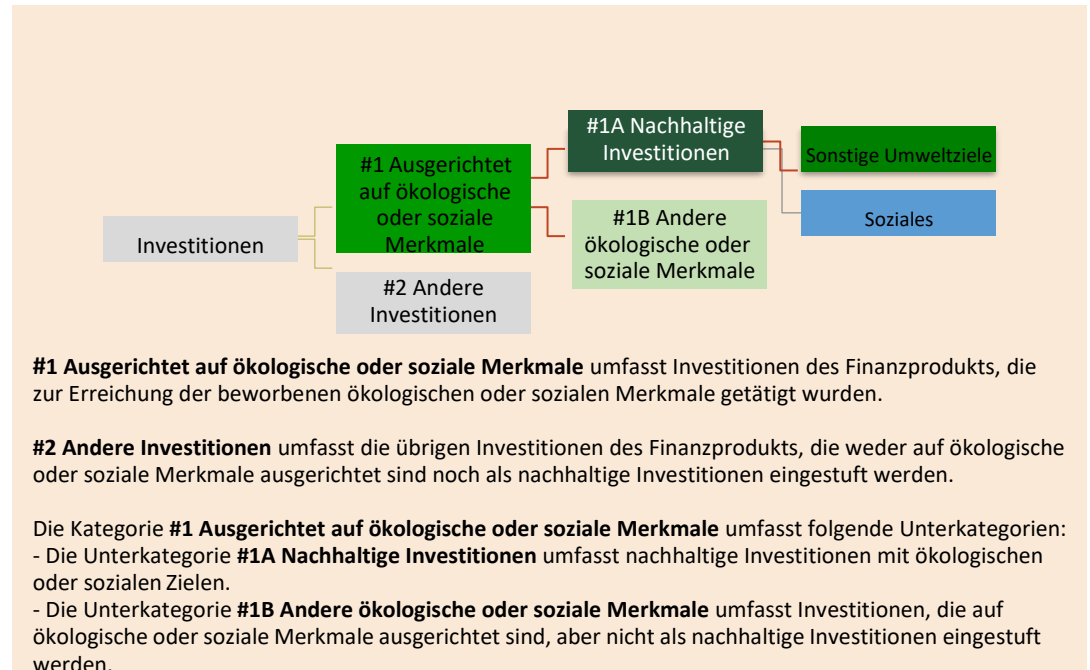 #1A Nachhaltige
Investitionen
Sonstige Umweltziele
#1 Ausgerichtet
auf ökologische
oder soziale
Merkmale
Soziales
#1B Andere
ökologische oder
soziale Merkmale
Investitionen
#2 Andere
Investitionen
#1 Ausgerichtet auf ökologische oder soziale Merkmale umfasst Investitionen des Finanzprodukts, die
zur Erreichung der beworbenen ökologischen oder sozialen Merkmale getätigt wurden.
#2 Andere Investitionen umfasst die übrigen Investitionen des Finanzprodukts, die weder auf ökologische
oder soziale Merkmale ausgerichtet sind noch als nachhaltige Investitionen eingestuft werden.
Die Kategorie #1 Ausgerichtet auf ökologische oder soziale Merkmale umfasst folgende Unterkategorien:
- Die Unterkategorie #1A Nachhaltige Investitionen umfasst nachhaltige Investitionen mit ökologischen
oder sozialen Zielen.
- Die Unterkategorie #1B Andere ökologische oder soziale Merkmale umfasst Investitionen, die auf
ökologische oder soziale Merkmale ausgerichtet sind, aber nicht als nachhaltige Investitionen eingestuft
werden.